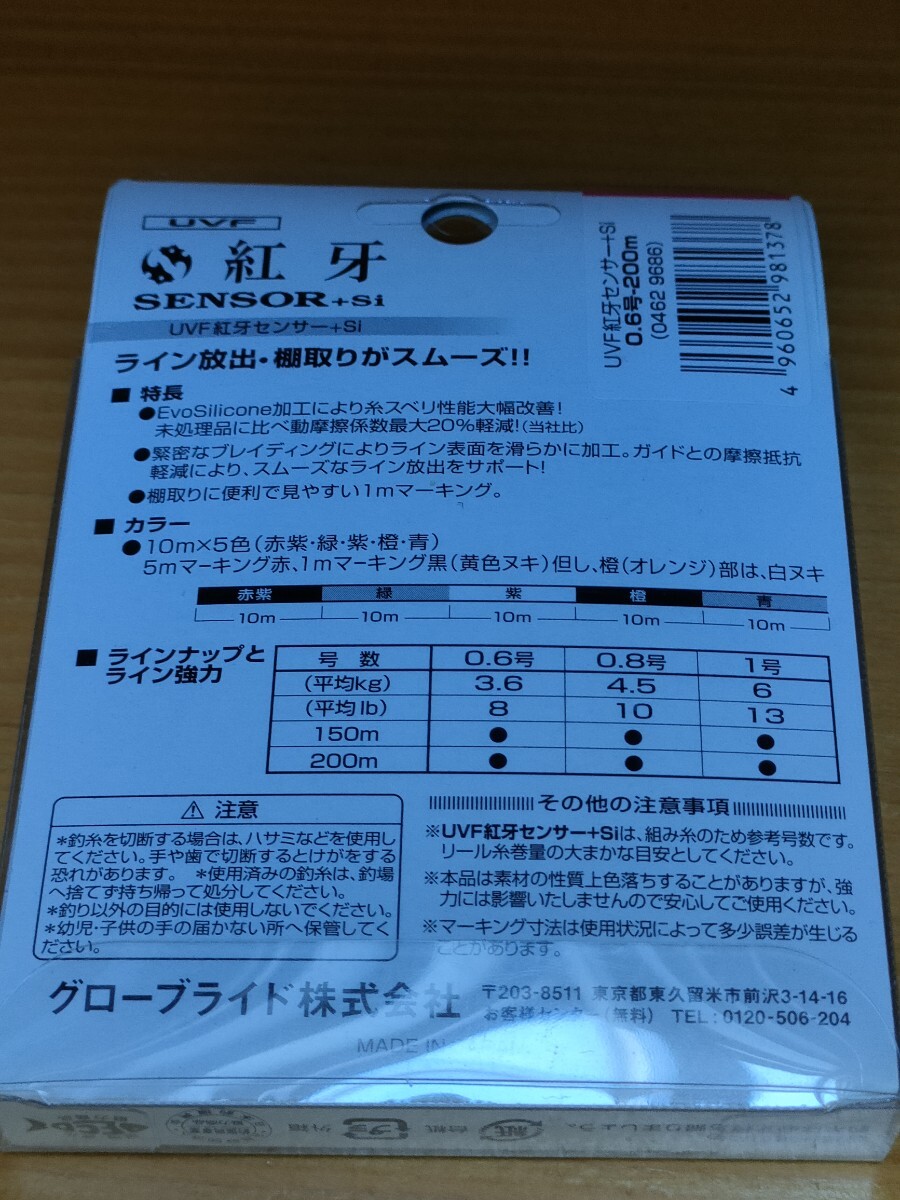 UVF
紅牙
SENSOR+Si
UVF紅牙センサー+Si
UVF紅牙センサー+Si
0.6号-200m
(0462 9686)
4 960652 981378
ライン放出・棚取りがスムーズ!!
■ 特長
●EvoSilicone加工により糸スベリ性能大幅改善!
未処理品に比べ動摩擦係数最大20%軽減!(当社比)
●緊密なブレイディングによりライン表面を滑らかに加工。ガイドとの摩擦抵抗
軽減により、スムーズなライン放出をサポート!
●棚取りに便利で見やすい1mマーキング。
■ カラー
●10m×5色(赤紫・緑・紫・橙・青)
5mマーキング赤、1mマーキング黒(黄色ヌキ)但し、橙(オレンジ)部は、白ヌキ
赤紫 緑 紫 橙 青
10m 10m 10m 10m 10m
■ ラインナップと
ライン強力
号 数 0.6号 0.8号 1号
(平均kg) 3.6 4.5 6
(平均lb) 8 10 13
150m ● ● ●
200m ● ● ●
⚠ 注意
*釣糸を切断する場合は、ハサミなどを使用し
てください。手や歯で切断するとけがをする
恐れがあります。 *使用済みの釣糸は、釣場
へ捨てず持ち帰って処分してください。
*釣り以外の目的には使用しないでください。
*幼児・子供の手の届かない所へ保管してく
ださい。
その他の注意事項
※UVF紅牙センサー+Siは、組み糸のため参考号数です。
リール糸巻量の大まかな目安としてください。
※本品は素材の性質上色落ちすることがありますが、強
力には影響いたしませんので安心してご使用ください。
※マーキング寸法は使用状況によって多少誤差が生じる
ことがあります。
グローブライド株式会社
〒203-8511 東京都東久留米市前沢3-14-16
お客様センター(無料) TEL:0120-506-204
MADE IN
外箱
台紙
紙